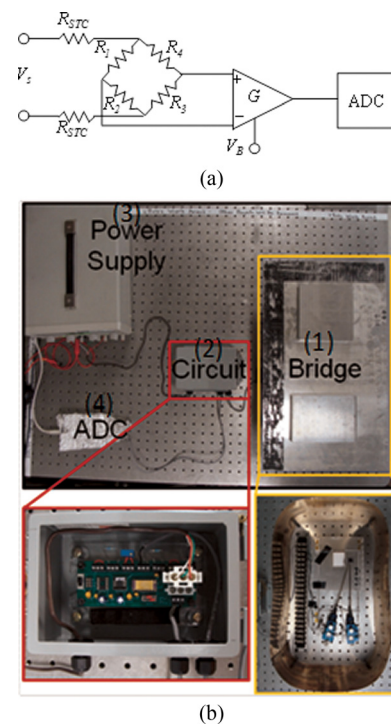 R_STC
R_1
R_4
V_s
R_2
R_3
+
G
−
ADC
R_STC
V_B
(a)
(3)
Power
Supply
(2)
Circuit
(1)
Bridge
(4)
ADC
(b)